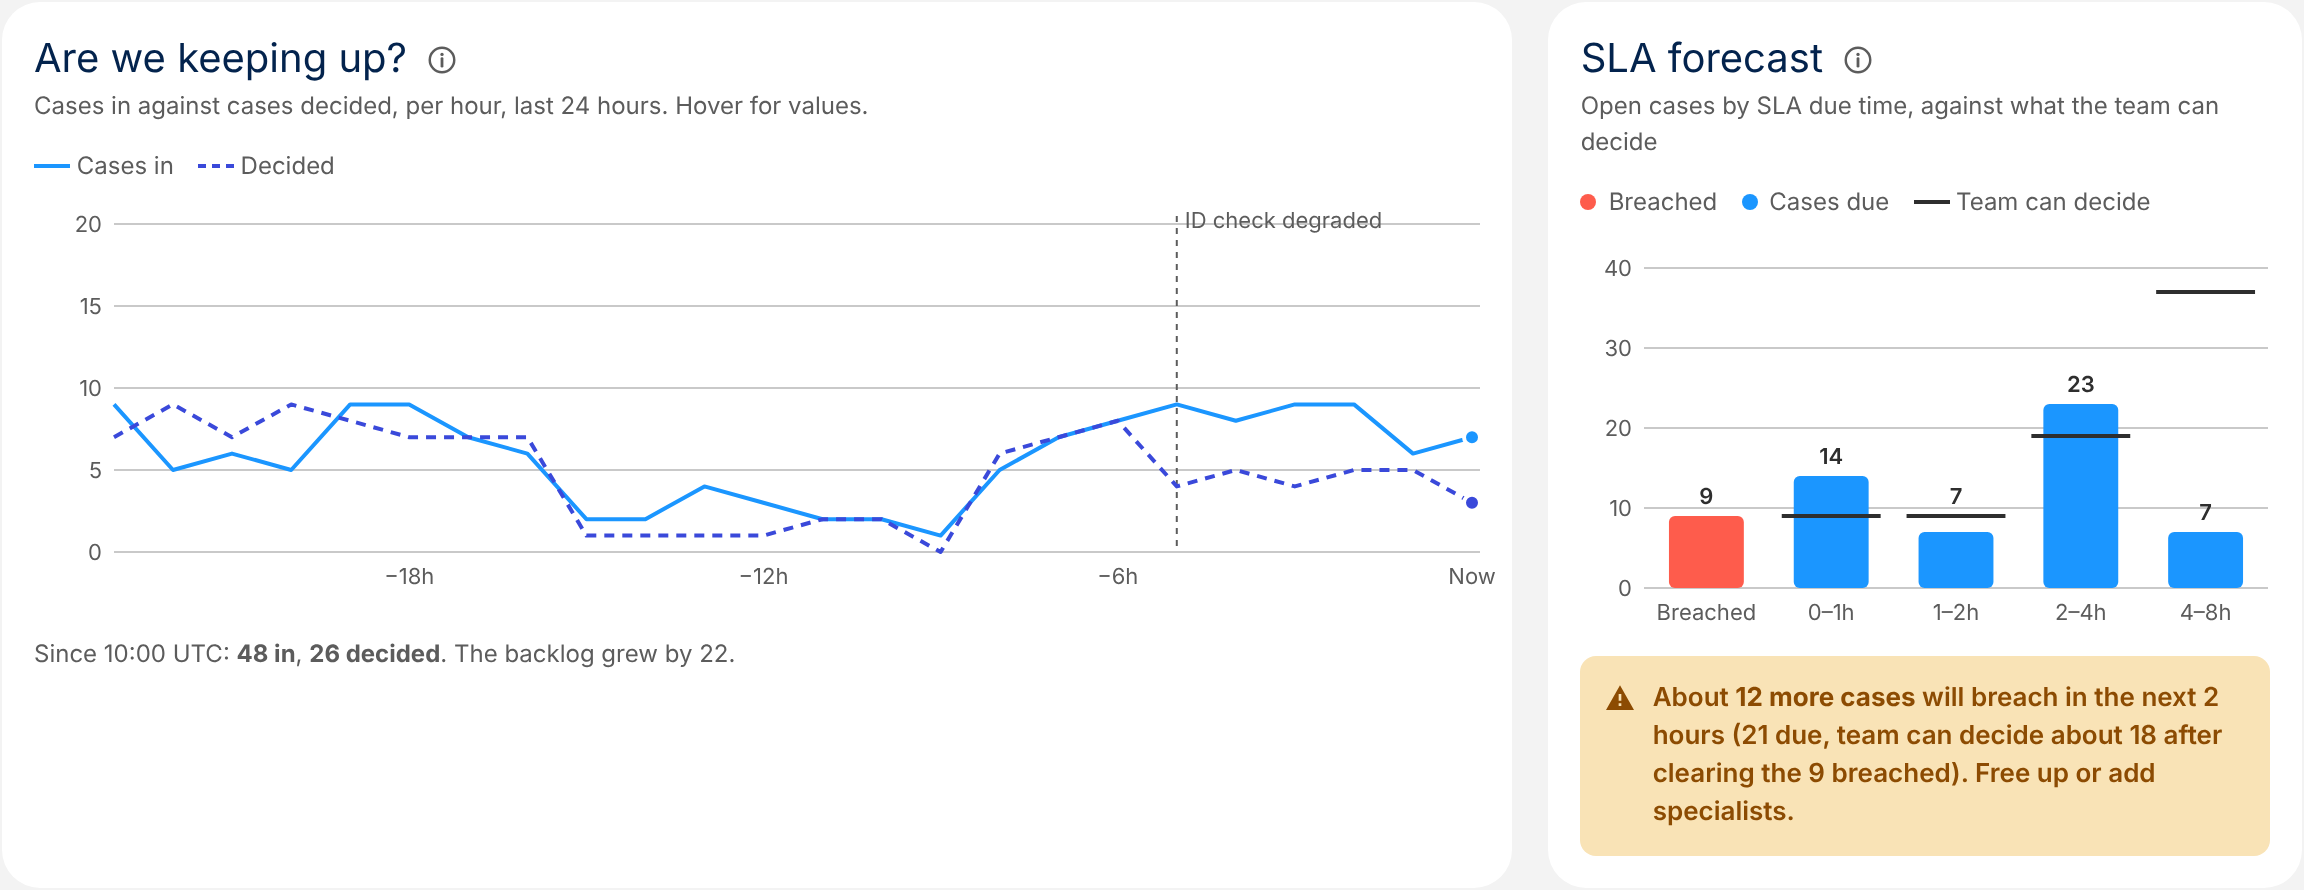 Are we keeping up?
Cases in against cases decided, per hour, last 24 hours. Hover for values.
Cases in
Decided
20
15
10
5
0
ID check degraded
−18h
−12h
−6h
Now
Since 10:00 UTC: 48 in, 26 decided. The backlog grew by 22.
SLA forecast
Open cases by SLA due time, against what the team can
decide
Breached
Cases due
Team can decide
40
30
20
10
0
9
14
7
23
7
Breached
0–1h
1–2h
2–4h
4–8h
About 12 more cases will breach in the next 2
hours (21 due, team can decide about 18 after
clearing the 9 breached). Free up or add
specialists.